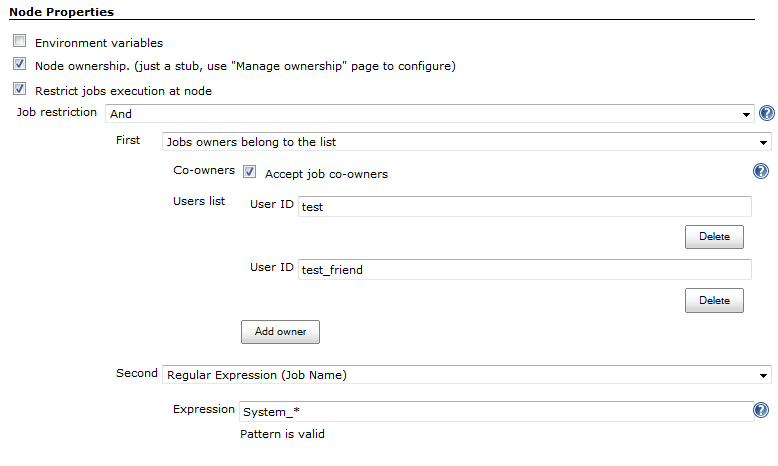 Node Properties
Environment variables
Node ownership. (just a stub, use "Manage ownership" page to configure)
Restrict jobs execution at node
Job restriction And
First Jobs owners belong to the list
Co-owners Accept job co-owners
Users list User ID test
Delete
User ID test_friend
Delete
Add owner
Second Regular Expression (Job Name)
Expression System_*
Pattern is valid